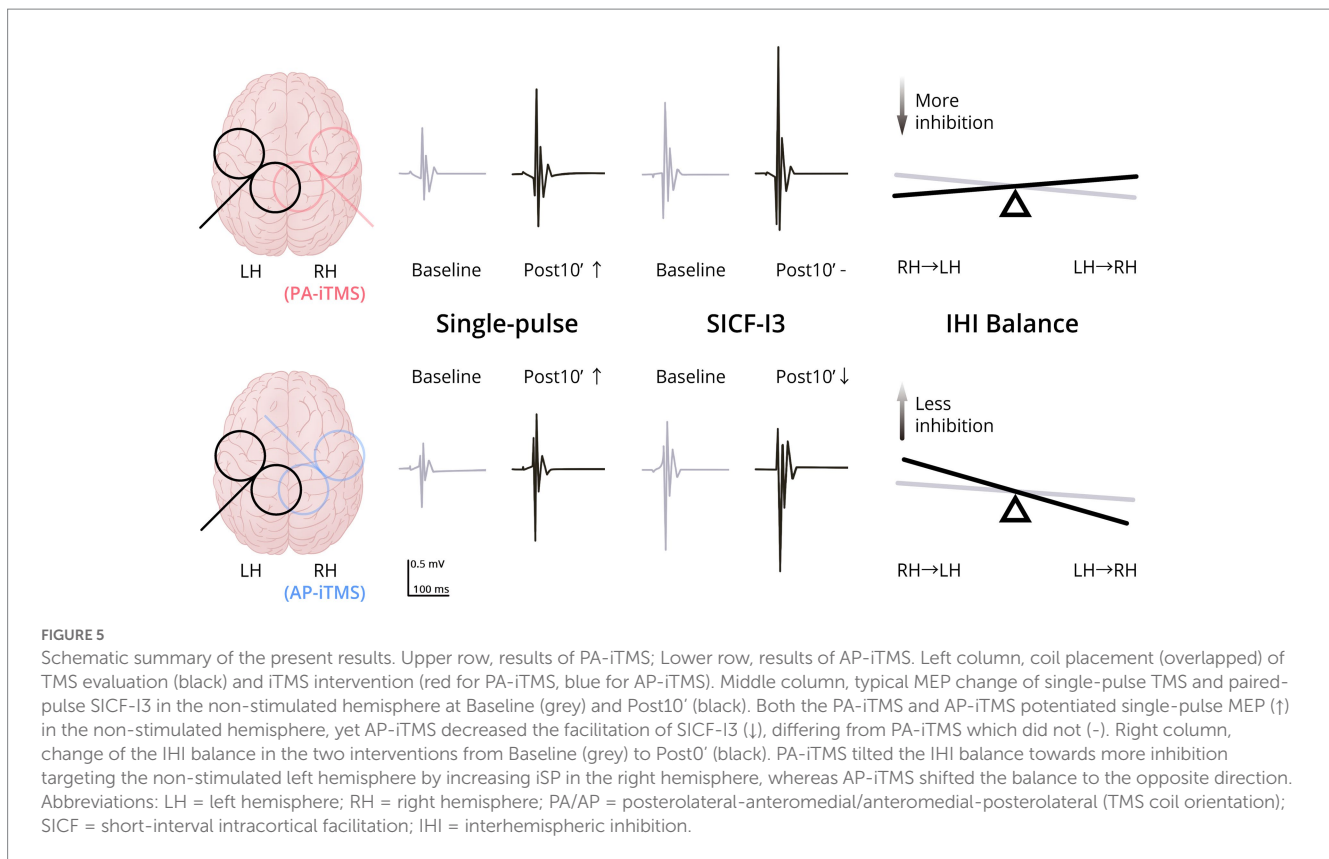 More
inhibition
LH RH
(PA-iTMS)
Baseline Post10’ ↑ Baseline Post10’ -
RH→LH LH→RH
Single-pulse SICF-I3 IHI Balance
Baseline Post10’ ↑ Baseline Post10’ ↓
Less
inhibition
LH RH
(AP-iTMS)
0.5 mV
100 ms
RH→LH LH→RH
FIGURE 5
Schematic summary of the present results. Upper row, results of PA-iTMS; Lower row, results of AP-iTMS. Left column, coil placement (overlapped) of
TMS evaluation (black) and iTMS intervention (red for PA-iTMS, blue for AP-iTMS). Middle column, typical MEP change of single-pulse TMS and paired-
pulse SICF-I3 in the non-stimulated hemisphere at Baseline (grey) and Post10’ (black). Both the PA-iTMS and AP-iTMS potentiated single-pulse MEP (↑)
in the non-stimulated hemisphere, yet AP-iTMS decreased the facilitation of SICF-I3 (↓), differing from PA-iTMS which did not (-). Right column,
change of the IHI balance in the two interventions from Baseline (grey) to Post0’ (black). PA-iTMS tilted the IHI balance towards more inhibition
targeting the non-stimulated left hemisphere by increasing iSP in the right hemisphere, whereas AP-iTMS shifted the balance to the opposite direction.
Abbreviations: LH = left hemisphere; RH = right hemisphere; PA/AP = posterolateral-anteromedial/anteromedial-posterolateral (TMS coil orientation);
SICF = short-interval intracortical facilitation; IHI = interhemispheric inhibition.